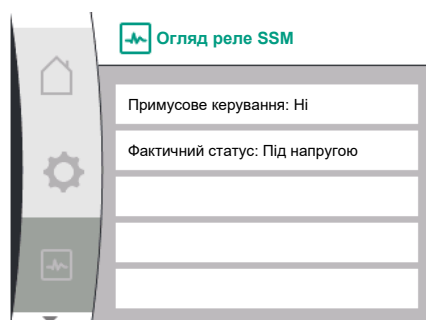 Огляд реле SSM
Примусове керування: Ні
Фактичний статус: Під напругою